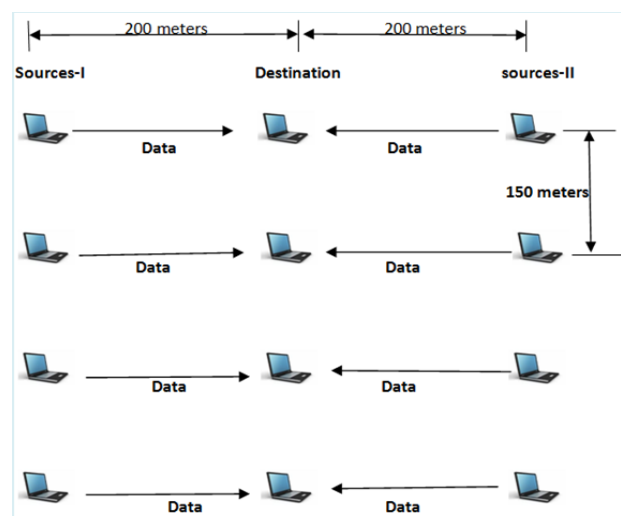 200 meters 200 meters
Sources-I Destination sources-II
Data Data
150 meters
Data Data
Data Data
Data Data